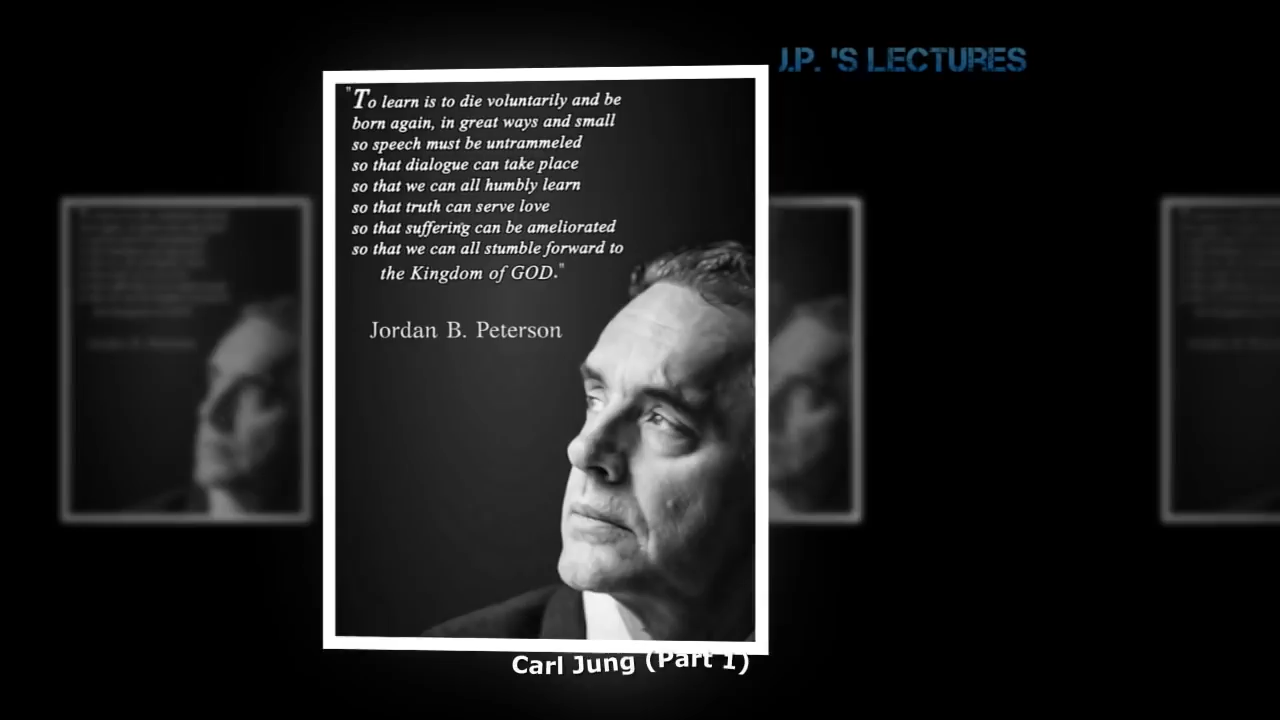 J.P. 'S LECTURES
"To learn is to die voluntarily and be
born again, in great ways and small
so speech must be untrammeled
so that dialogue can take place
so that we can all humbly learn
so that truth can serve love
so that suffering can be ameliorated
so that we can all stumble forward to
the Kingdom of GOD."
Jordan B. Peterson
Carl Jung (Part 1)